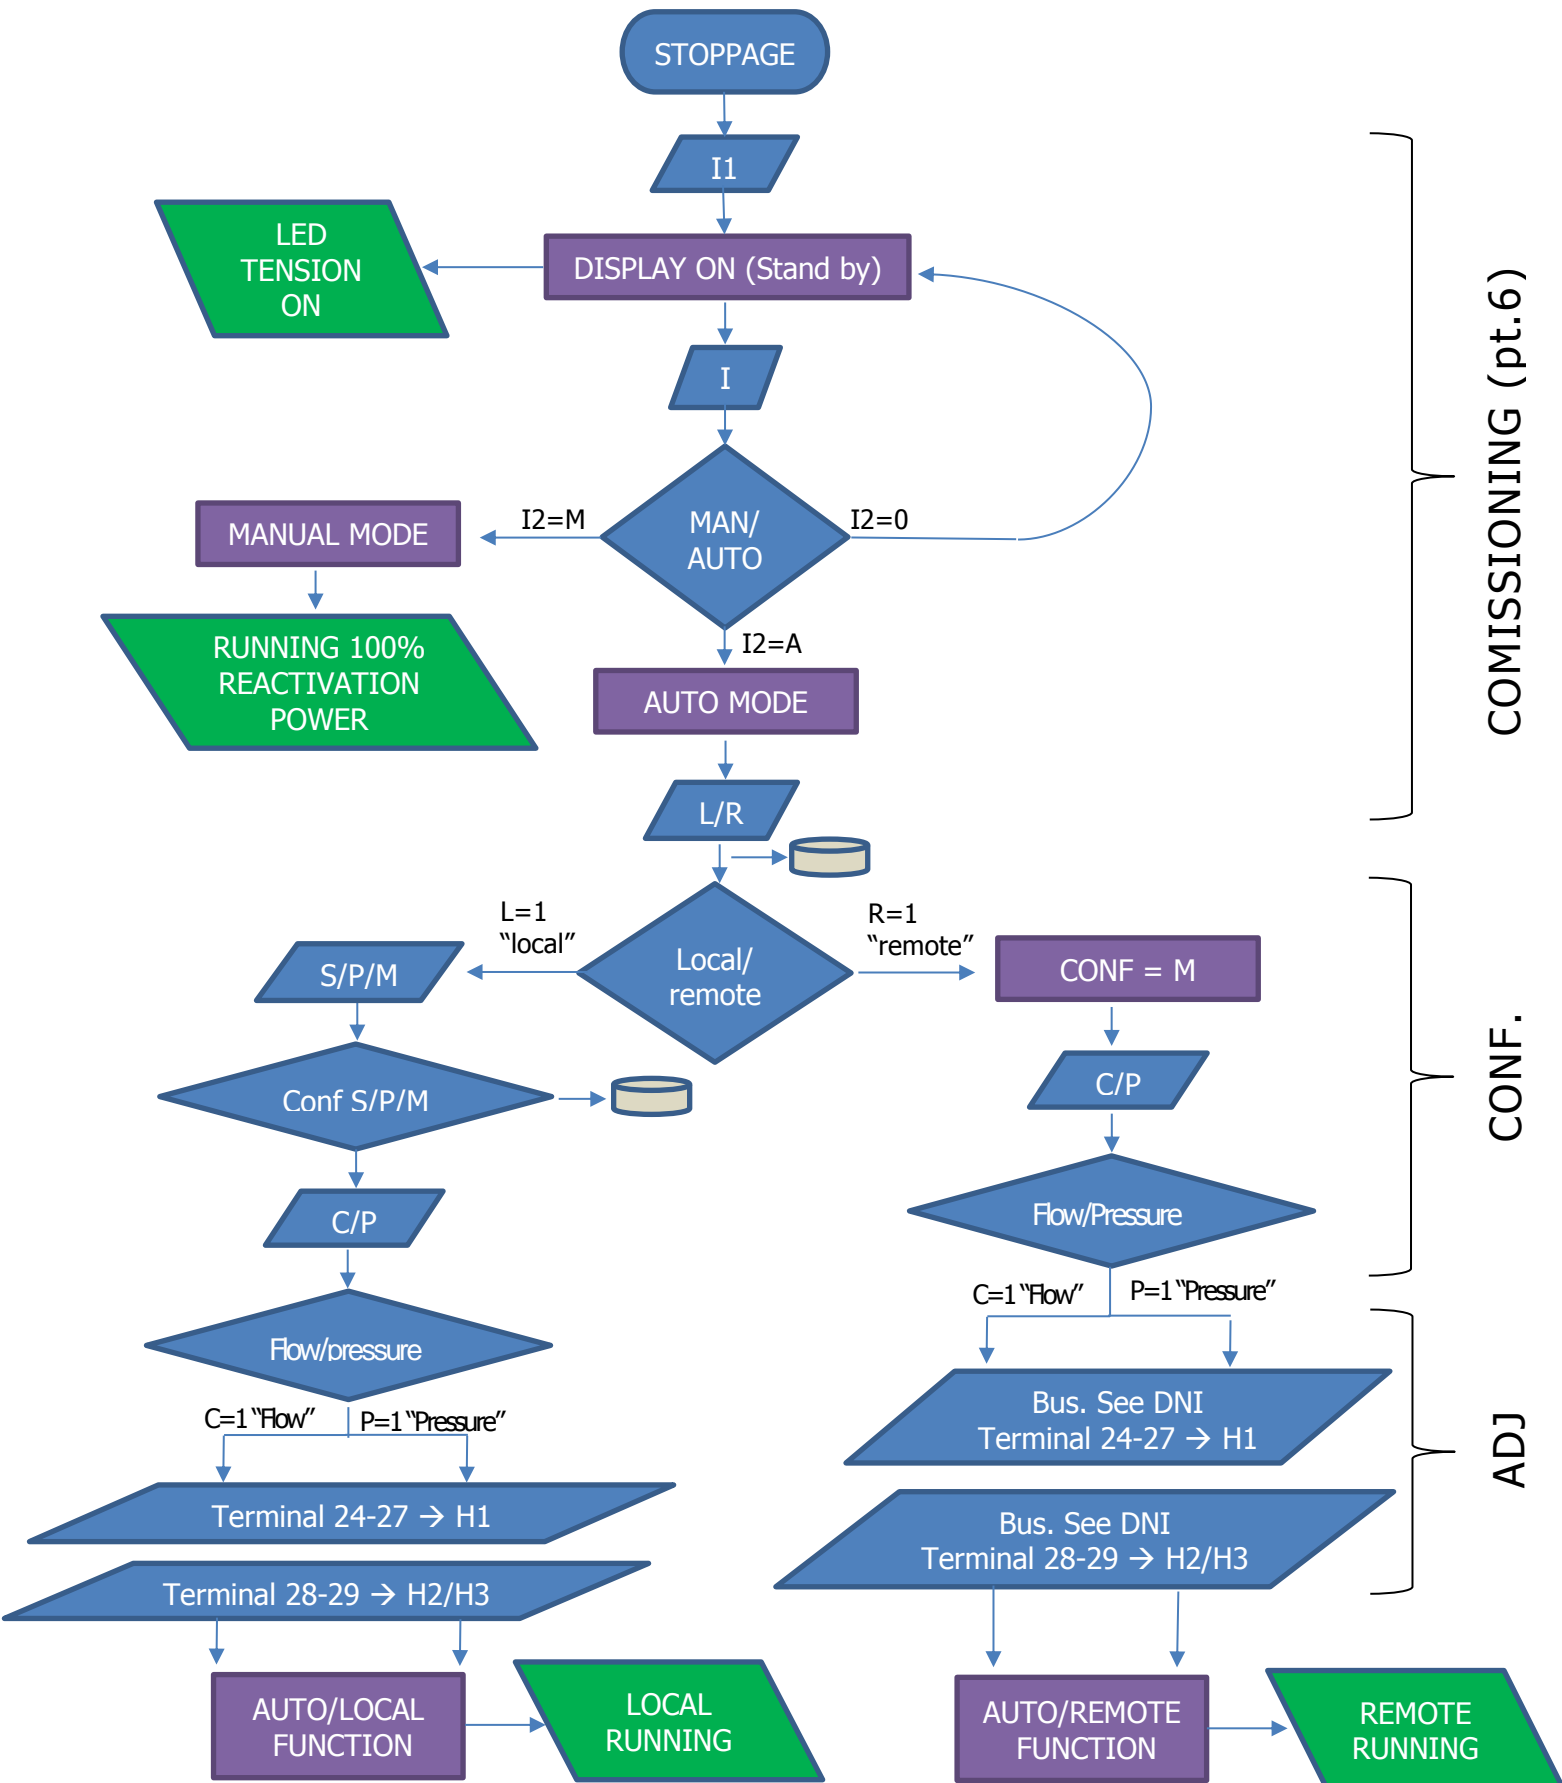 STOPPAGE
I1
LED
TENSION
ON
DISPLAY ON (Stand by)
I
MANUAL MODE
I2=M
MAN/
AUTO
I2=0
I2=A
RUNNING 100%
REACTIVATION
POWER
AUTO MODE
L/R
COMISSIONING (pt.6)
L=1
“local”
R=1
“remote”
S/P/M
Local/
remote
CONF = M
Conf S/P/M
C/P
C/P
Flow/Pressure
CONF.
Flow/pressure
C=1 “Flow”
P=1 “Pressure”
C=1 “Flow”
P=1 “Pressure”
Bus. See DNI
Terminal 24-27 → H1
Terminal 24-27 → H1
Bus. See DNI
Terminal 28-29 → H2/H3
Terminal 28-29 → H2/H3
ADJ
AUTO/LOCAL
FUNCTION
LOCAL
RUNNING
AUTO/REMOTE
FUNCTION
REMOTE
RUNNING